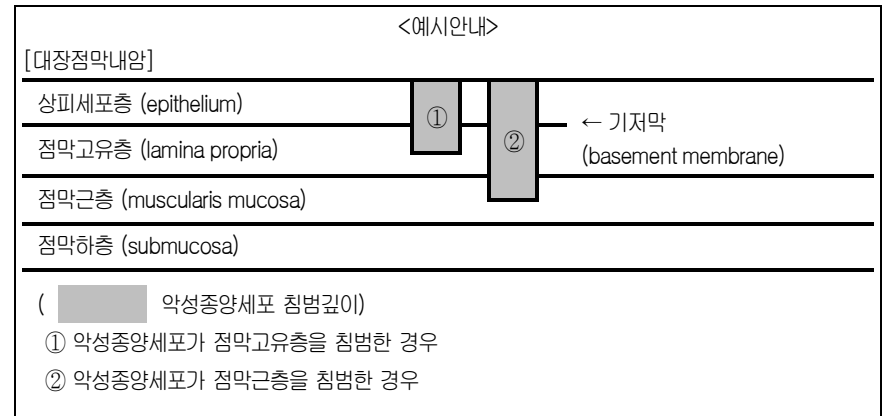 <예시안내>
[대장점막내암]
상피세포층 (epithelium)
①
← 기저막
②
점막고유층 (lamina propria)
(basement membrane)
점막근층 (muscularis mucosa)
점막하층 (submucosa)
( 악성종양세포 침범깊이)
① 악성종양세포가 점막고유층을 침범한 경우
② 악성종양세포가 점막근층을 침범한 경우